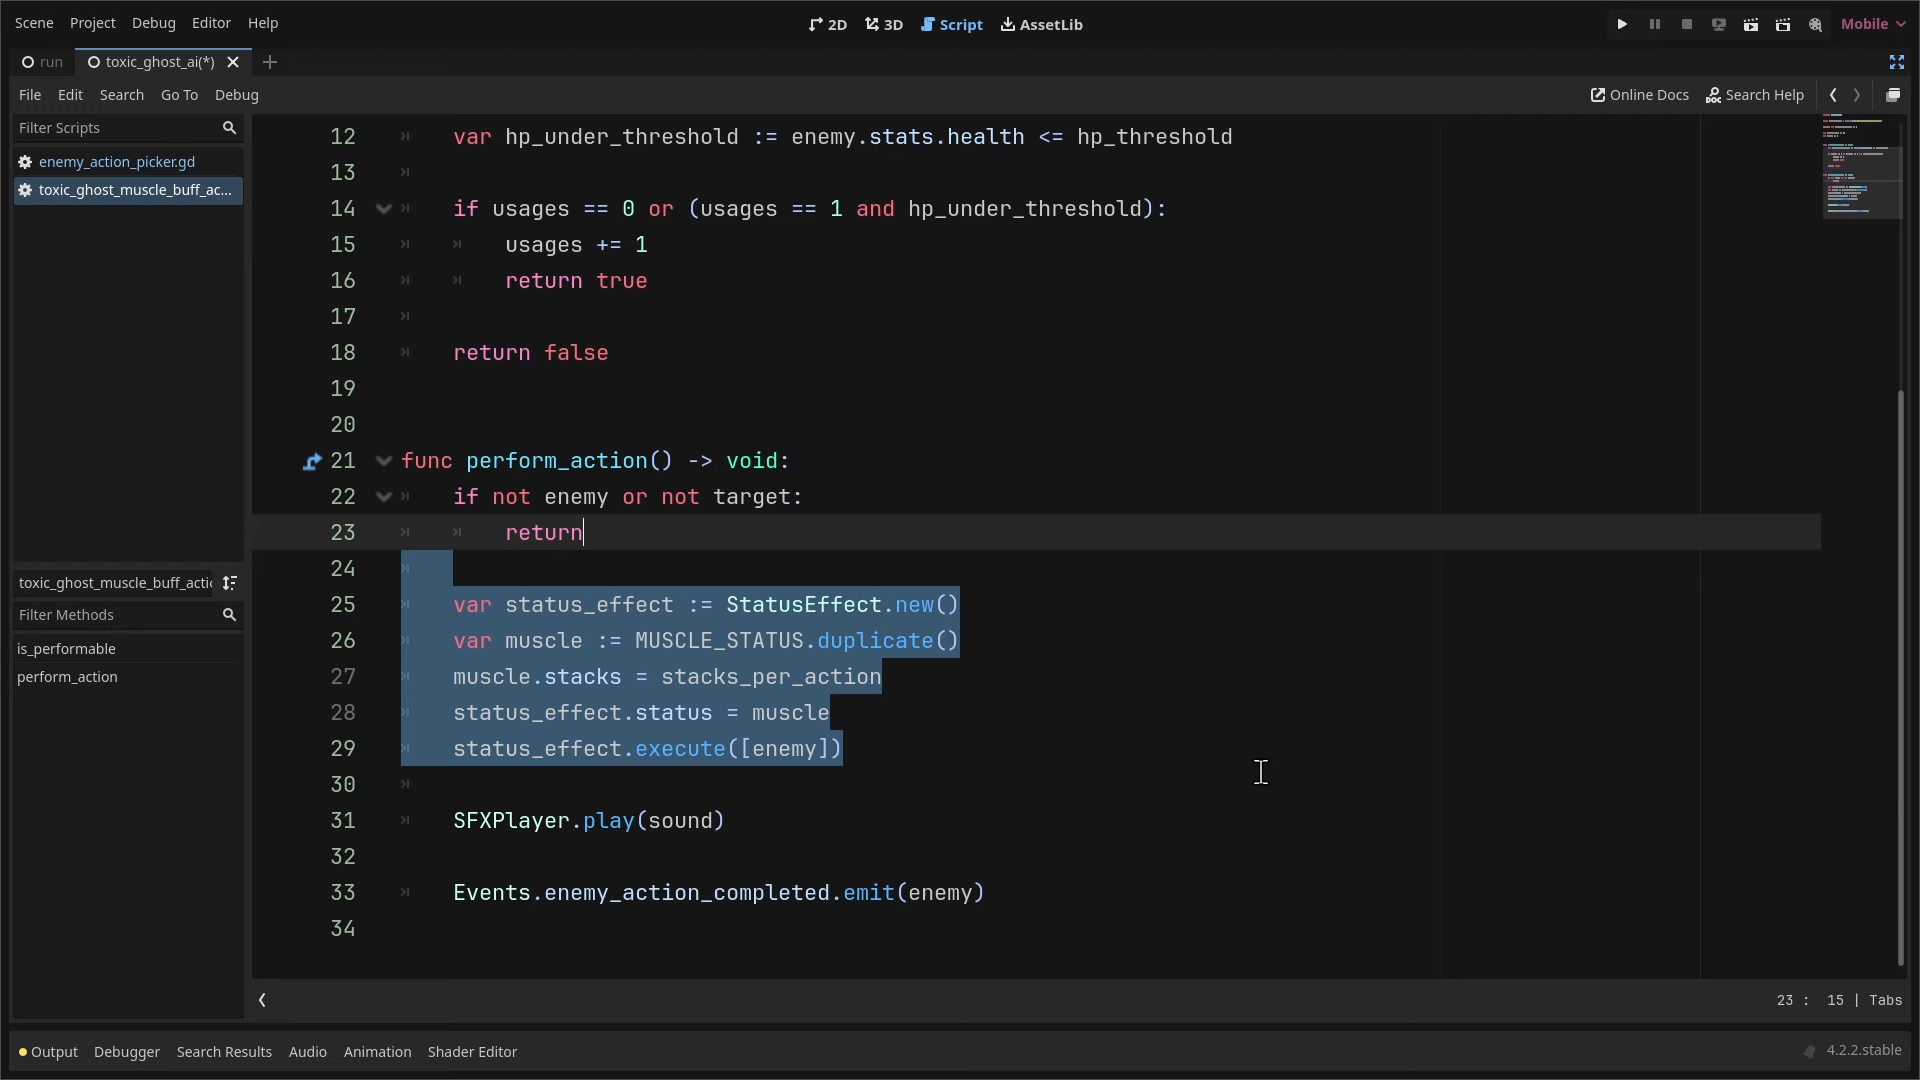 Scene Project Debug Editor Help 2D 3D Script AssetLib Mobile
run toxic_ghost_ai(*)
File Edit Search Go To Debug Online Docs Search Help
Filter Scripts
enemy_action_picker.gd
toxic_ghost_muscle_buff_ac...
toxic_ghost_muscle_buff_actio
Filter Methods
is_performable
perform_action
12 var hp_under_threshold := enemy.stats.health <= hp_threshold
13
14 if usages == 0 or (usages == 1 and hp_under_threshold):
15 usages += 1
16 return true
17
18 return false
19
20
21 func perform_action() -> void:
22 if not enemy or not target:
23 return
24
25 var status_effect := StatusEffect.new()
26 var muscle := MUSCLE_STATUS.duplicate()
27 muscle.stacks = stacks_per_action
28 status_effect.status = muscle
29 status_effect.execute([enemy])
30
31 SFXPlayer.play(sound)
32
33 Events.enemy_action_completed.emit(enemy)
34
23 : 15 | Tabs
Output Debugger Search Results Audio Animation Shader Editor 4.2.2.stable